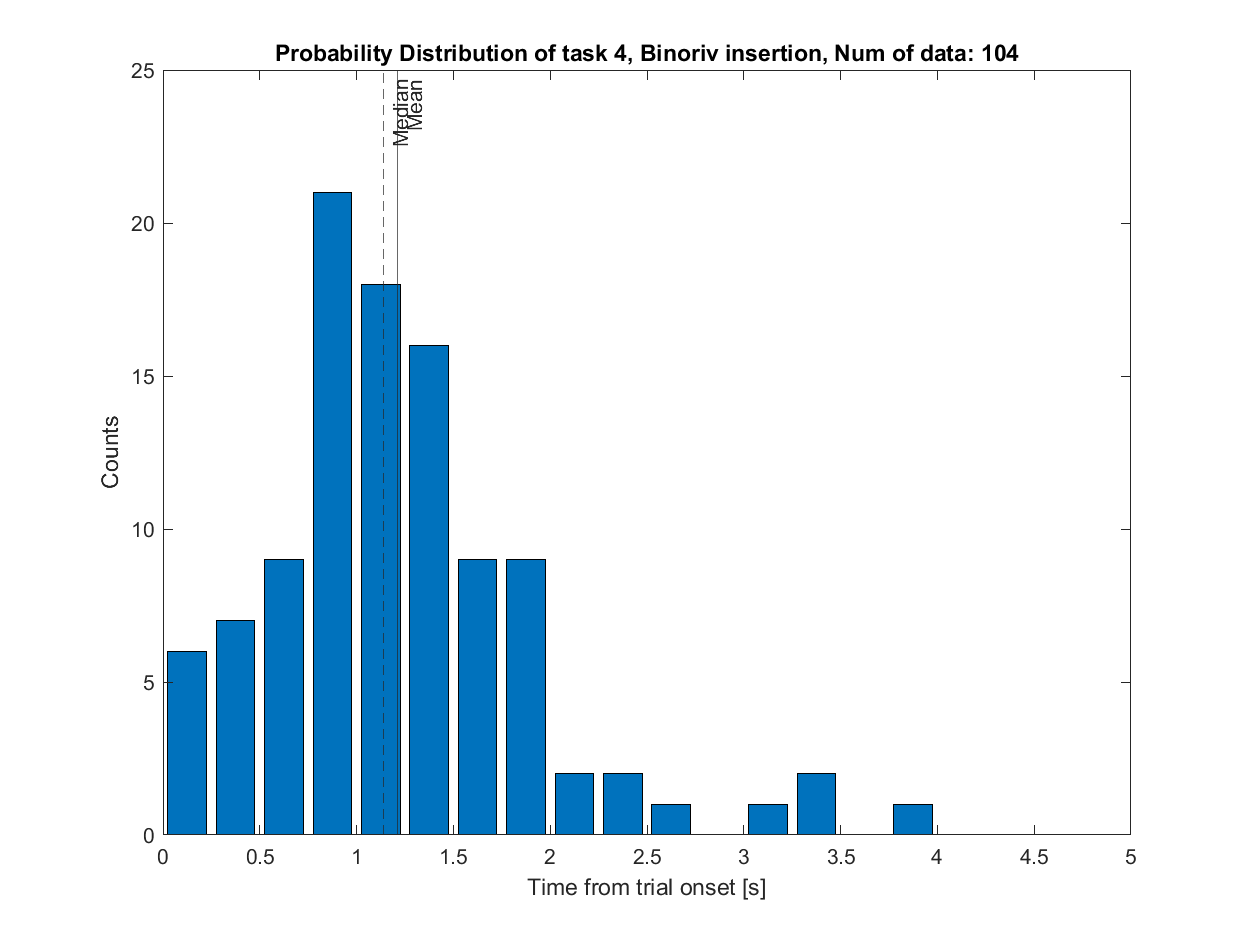 Probability Distribution of task 4, Binoriv insertion, Num of data: 104
25
20
15
10
5
0
Counts
Median
Mean
0 0.5 1 1.5 2 2.5 3 3.5 4 4.5 5
Time from trial onset [s]